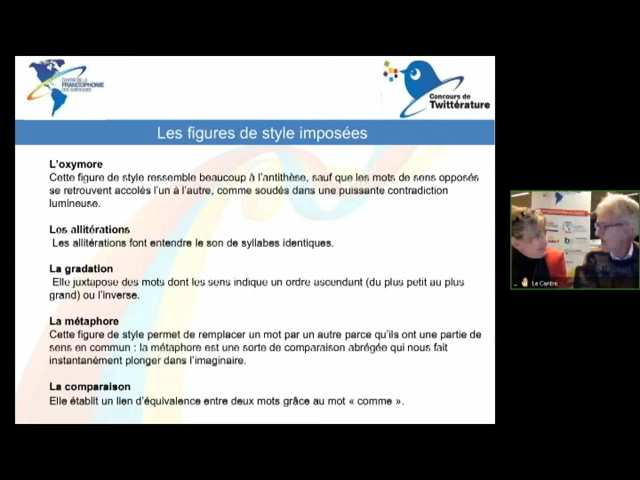 CENTRE DE LA
FRANCOPHONIE
DES AMÉRIQUES
Concours de
Twittérature
Les figures de style imposées
L'oxymore
Cette figure de style ressemble beaucoup à l'antithèse, sauf que les mots de sens opposés
se retrouvent accolés l'un à l'autre, comme soudés dans une puissante contradiction
lumineuse.
Les allitérations
Les allitérations font entendre le son de syllabes identiques.
La gradation
Elle juxtapose des mots dont les sens indique un ordre ascendant (du plus petit au plus
grand) ou l'inverse.
La métaphore
Cette figure de style permet de remplacer un mot par un autre parce qu'ils ont une partie de
sens en commun : la métaphore est une sorte de comparaison abrégée qui nous fait
instantanément plonger dans l'imaginaire.
La comparaison
Elle établit un lien d'équivalence entre deux mots grâce au mot « comme ».
Le Centre